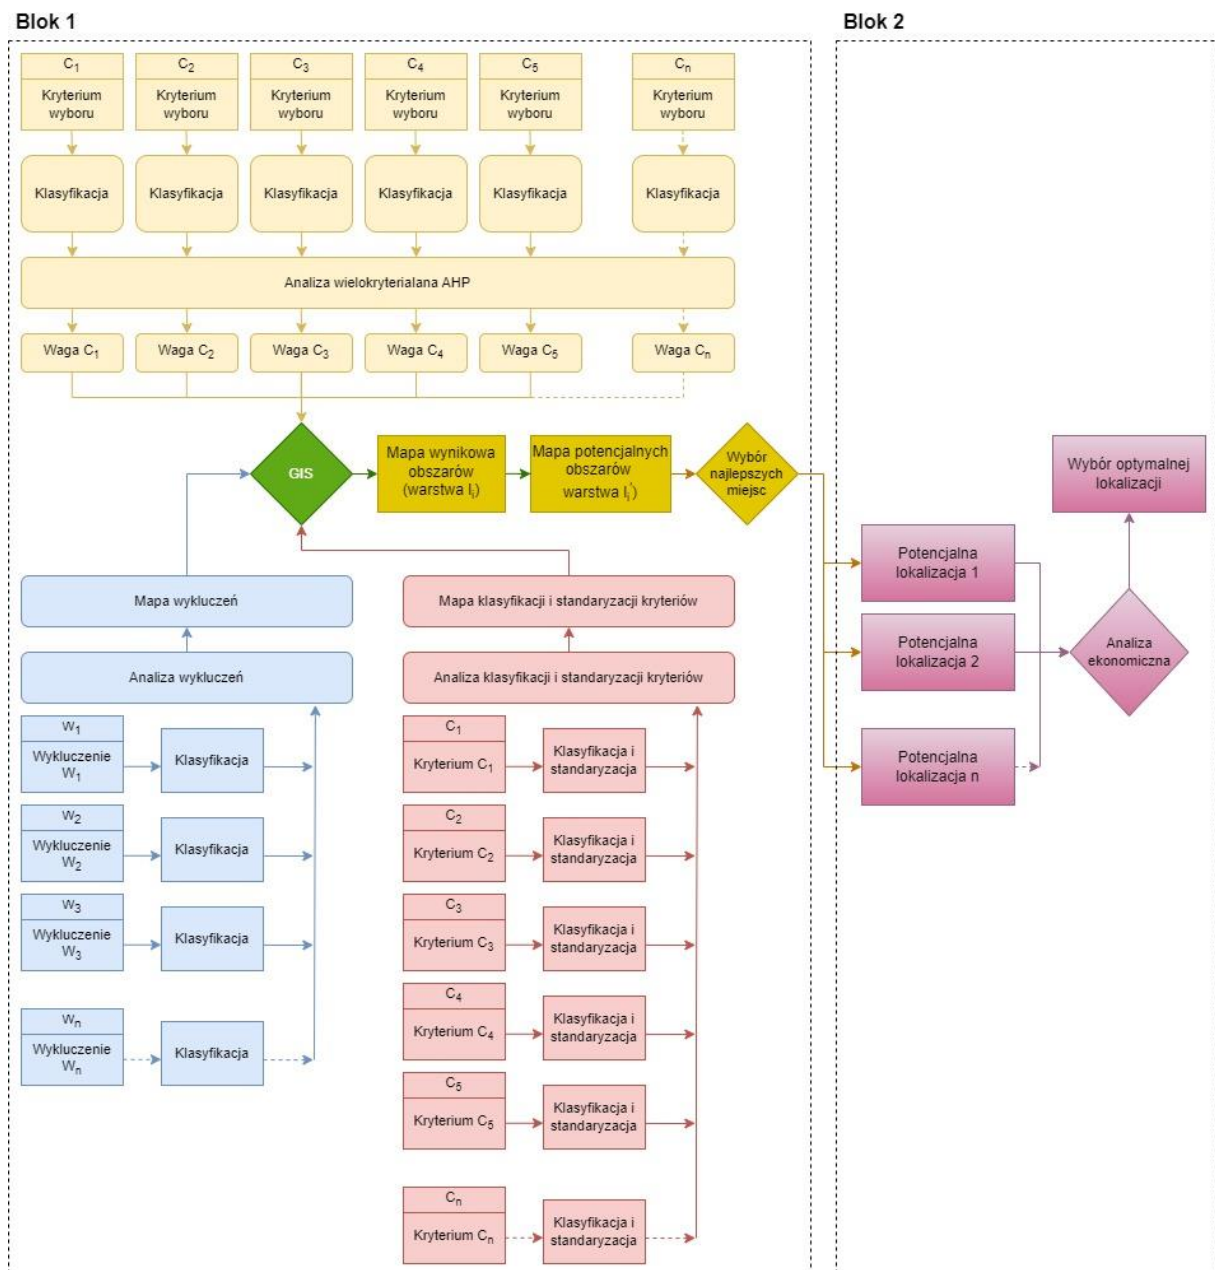 Blok 1
Blok 2
C₁
C₂
C₃
C₄
C₅
Cₙ
Kryterium
wyboru
Kryterium
wyboru
Kryterium
wyboru
Kryterium
wyboru
Kryterium
wyboru
Kryterium
wyboru
Klasyfikacja
Klasyfikacja
Klasyfikacja
Klasyfikacja
Klasyfikacja
Klasyfikacja
Analiza wielokryterialana AHP
Waga C₁
Waga C₂
Waga C₃
Waga C₄
Waga C₅
Waga Cₙ
GIS
Mapa wynikowa
obszarów
(warstwa Iᵢ)
Mapa potencjalnych
obszarów
warstwa Iᵢ')
Wybór
najlepszych
miejsc
Mapa wykluczeń
Analiza wykluczeń
W₁
Wykluczenie
W₁
Klasyfikacja
W₂
Wykluczenie
W₂
Klasyfikacja
W₃
Wykluczenie
W₃
Klasyfikacja
Wₙ
Wykluczenie
Wₙ
Klasyfikacja
Mapa klasyfikacji i standaryzacji kryteriów
Analiza klasyfikacji i standaryzacji kryteriów
C₁
Kryterium C₁
Klasyfikacja i
standaryzacja
C₂
Kryterium C₂
Klasyfikacja i
standaryzacja
C₃
Kryterium C₃
Klasyfikacja i
standaryzacja
C₄
Kryterium C₄
Klasyfikacja i
standaryzacja
C₅
Kryterium C₅
Klasyfikacja i
standaryzacja
Cₙ
Kryterium Cₙ
Klasyfikacja i
standaryzacja
Wybór optymalnej
lokalizacji
Potencjalna
lokalizacja 1
Potencjalna
lokalizacja 2
Potencjalna
lokalizacja n
Analiza
ekonomiczna